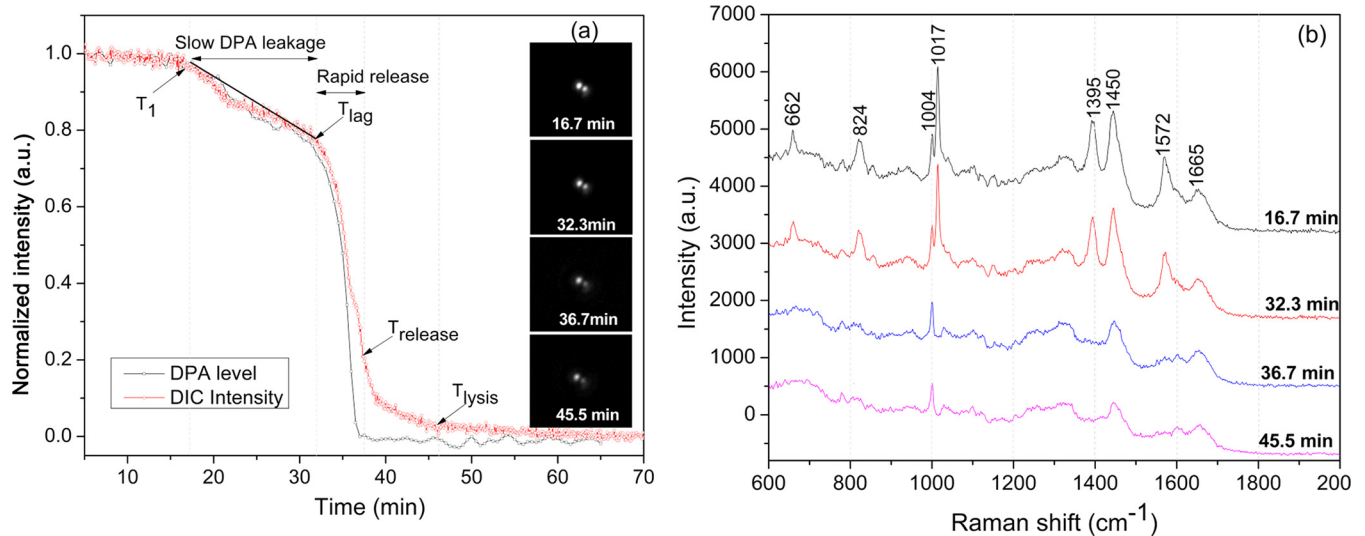 (a)
Slow DPA leakage
Rapid release
T1
Tlag
Trelease
Tlysis
16.7 min
32.3min
36.7min
45.5 min
DPA level
DIC Intensity
Normalized intensity (a.u.)
1.0
0.8
0.6
0.4
0.2
0.0
10
20
30
40
50
60
70
Time (min)
(b)
7000
6000
5000
4000
3000
2000
1000
0
Intensity (a.u.)
662
824
1004
1017
1395
1450
1572
1665
16.7 min
32.3 min
36.7 min
45.5 min
600
800
1000
1200
1400
1600
1800
200
Raman shift (cm-1)